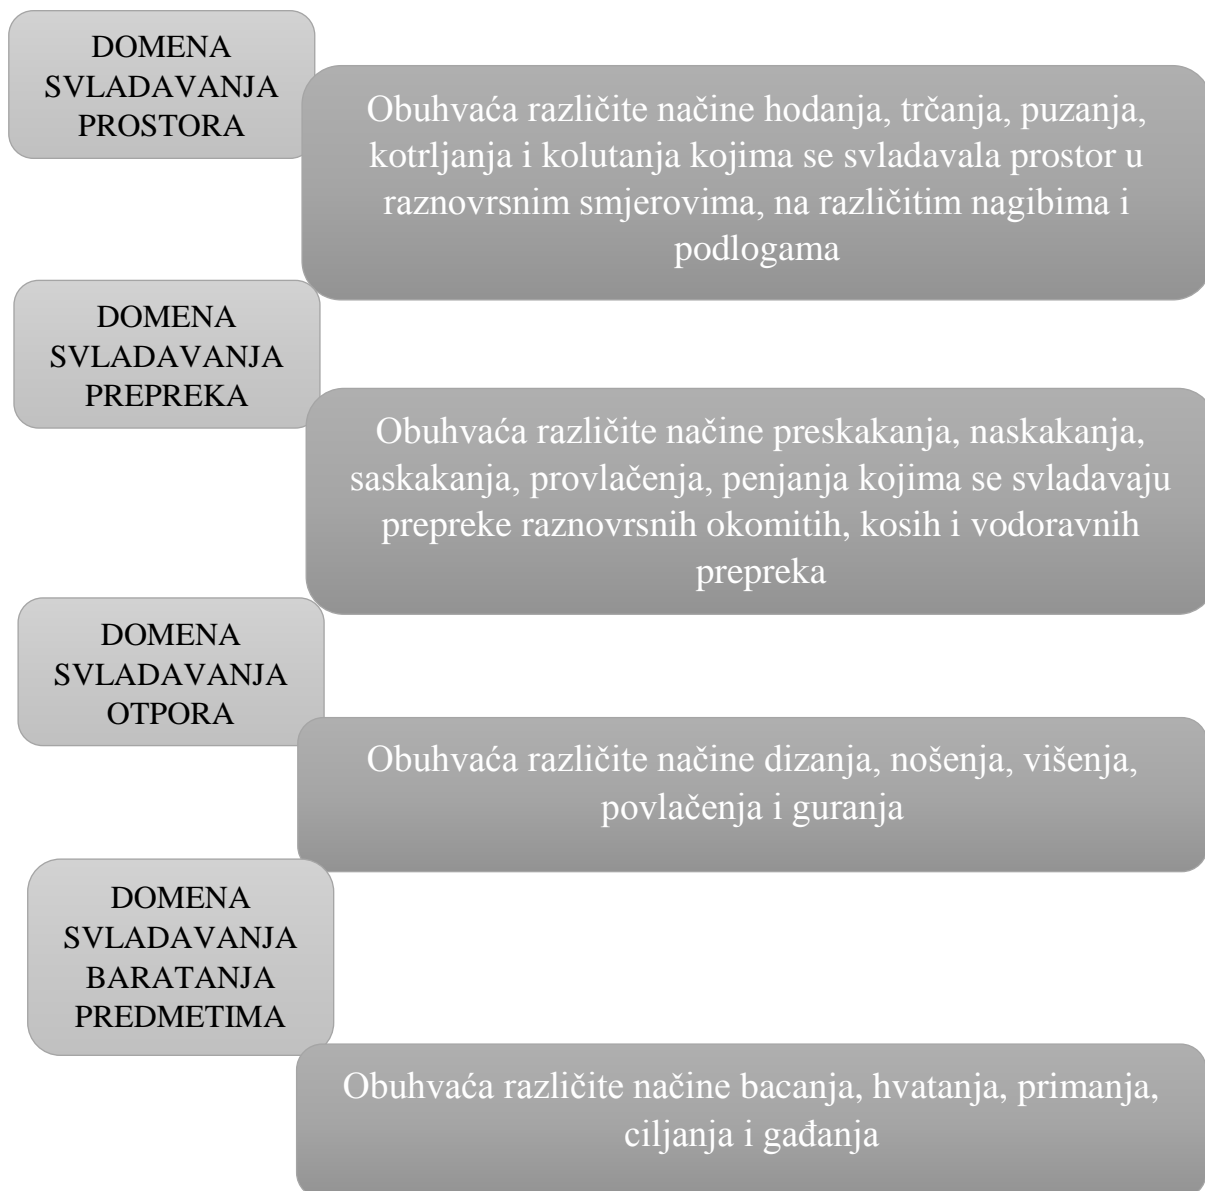 DOMENA
SVLADAVANJA
PROSTORA
Obuhvaća različite načine hodanja, trčanja, puzanja,
kotrljanja i kolutanja kojima se svladavala prostor u
raznovrsnim smjerovima, na različitim nagibima i
podlogama
DOMENA
SVLADAVANJA
PREPREKA
Obuhvaća različite načine preskakanja, naskakanja,
saskakanja, provlačenja, penjanja kojima se svladavaju
prepreke raznovrsnih okomitih, kosih i vodoravnih
prepreka
DOMENA
SVLADAVANJA
OTPORA
Obuhvaća različite načine dizanja, nošenja, višenja,
povlačenja i guranja
DOMENA
SVLADAVANJA
BARATANJA
PREDMETIMA
Obuhvaća različite načine bacanja, hvatanja, primanja,
ciljanja i gađanja